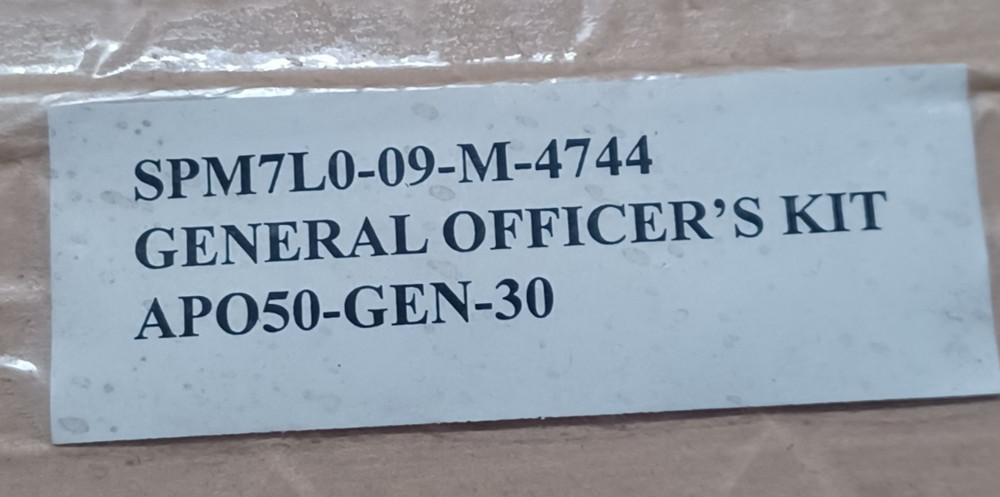 SPM7L0-09-M-4744
GENERAL OFFICER’S KIT
APO50-GEN-30